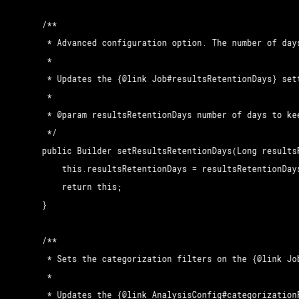 /**
* Advanced configuration option. The number of days
*
* Updates the {@link Job#resultsRetentionDays} sett
*
* @param resultsRetentionDays number of days to kee
*/
public Builder setResultsRetentionDays(Long results
this.resultsRetentionDays = resultsRetentionDays
return this;
}
/**
* Sets the categorization filters on the {@link Job
*
* Updates the {@link AnalysisConfig#categorization